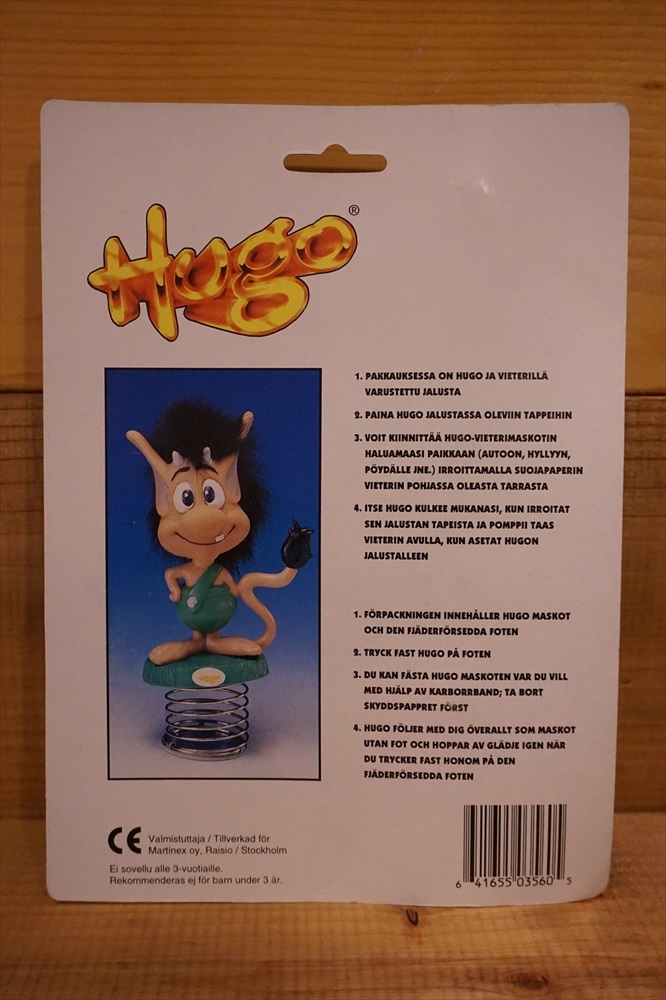 Hugo®
1. PAKKAUKSESSA ON HUGO JA VIETERILLÄ
VARUSTETTU JALUSTA
2. PAINA HUGO JALUSTASSA OLEVIIN TAPPEIHIN
3. VOIT KIINNITTÄÄ HUGO-VIETERIMASKOTIN
HALUAMAASI PAIKKAAN (AUTOON, HYLLYYN,
PÖYDÄLLE JNE.) IRROITTAMALLA SUOJAPAPERIN
VIETERIN POHJASSA OLEASTA TARRASTA
4. ITSE HUGO KULKEE MUKANASI, KUN IRROITAT
SEN JALUSTAN TAPEISTA JA POMPPII TAAS
VIETERIN AVULLA, KUN ASETAT HUGON
JALUSTALLEEN
1. FÖRPACKNINGEN INNEHÅLLER HUGO MASKOT
OCH DEN FJÄDERFÖRSEDDA FOTEN
2. TRYCK FAST HUGO PÅ FOTEN
3. DU KAN FÄSTA HUGO MASKOTEN VAR DU VILL
MED HJÄLP AV KARBORRBAND; TA BORT
SKYDDSPAPPRET FÖRST
4. HUGO FÖLJER MED DIG ÖVERALLT SOM MASKOT
UTAN FOT OCH HOPPAR AV GLÄDJE IGEN NÄR
DU TRYCKER FAST HONOM PÅ DEN
FJÄDERFÖRSEDDA FOTEN
CE Valmistuttaja / Tillverkad för
Martinex oy, Raisio / Stockholm
Ei sovellu alle 3-vuotiaille.
Rekommenderas ej för barn under 3 år.
6 41655 03560 5